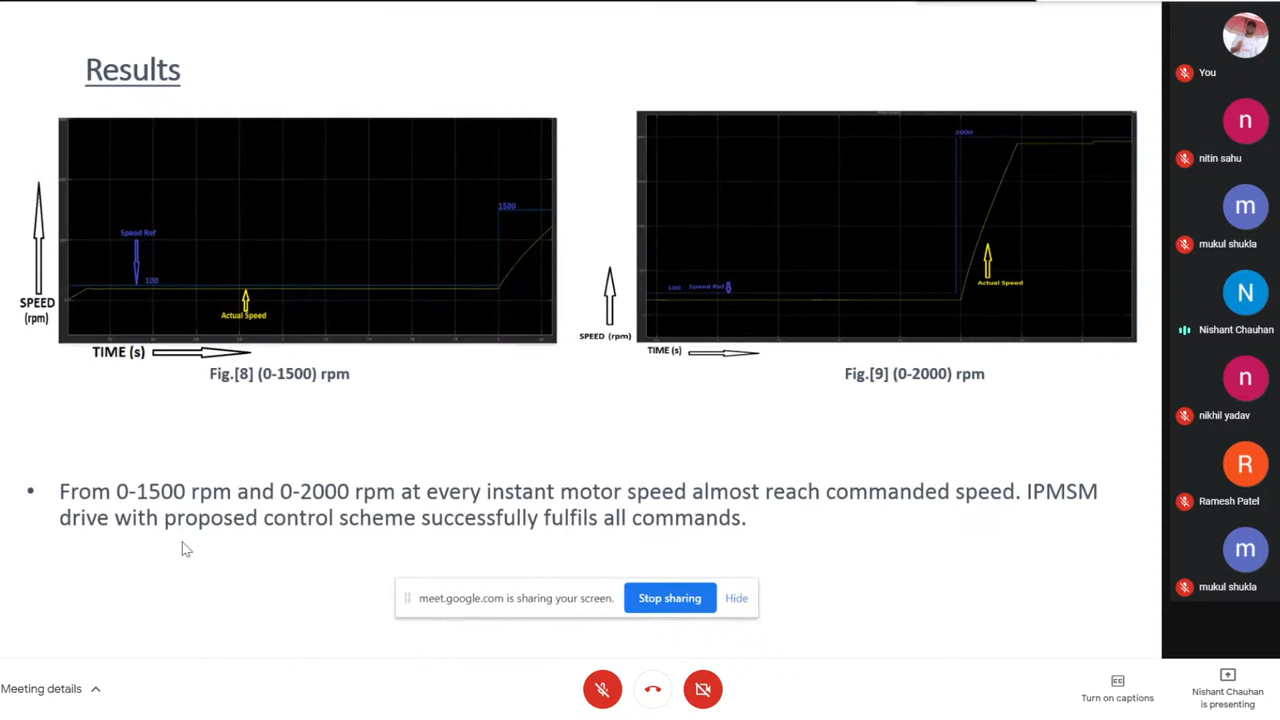 Results
1500
Speed Ref
100
Actual Speed
SPEED
(rpm)
TIME (s)
Fig.[8] (0-1500) rpm
2000
100 Speed Ref
Actual Speed
SPEED (rpm)
TIME (s)
Fig.[9] (0-2000) rpm
• From 0-1500 rpm and 0-2000 rpm at every instant motor speed almost reach commanded speed. IPMSM
drive with proposed control scheme successfully fulfils all commands.
meet.google.com is sharing your screen. Stop sharing Hide
You
n
nitin sahu
m
mukul shukla
N
Nishant Chauhan
n
nikhil yadav
R
Ramesh Patel
m
mukul shukla
Meeting details
CC
Turn on captions
Nishant Chauhan
is presenting